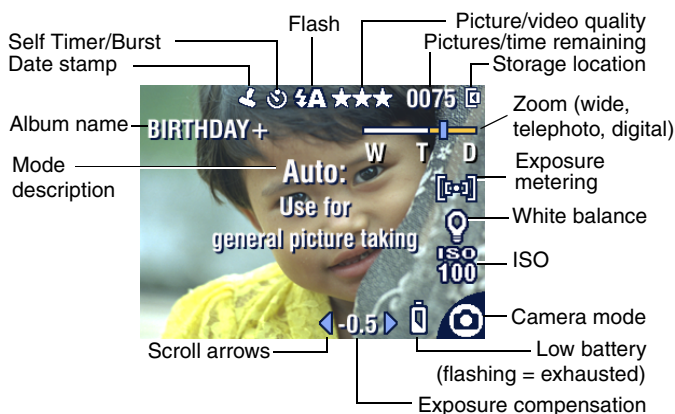 Flash
Picture/video quality
Self Timer/Burst
Pictures/time remaining
Date stamp
Storage location
A 0075
Album name
BIRTHDAY+
Zoom (wide,
telephoto, digital)
W T D
Mode
description
Auto:
Use for
general picture taking
Exposure
metering
White balance
ISO
100
ISO
-0.5
Camera mode
Scroll arrows
Low battery
(flashing = exhausted)
Exposure compensation